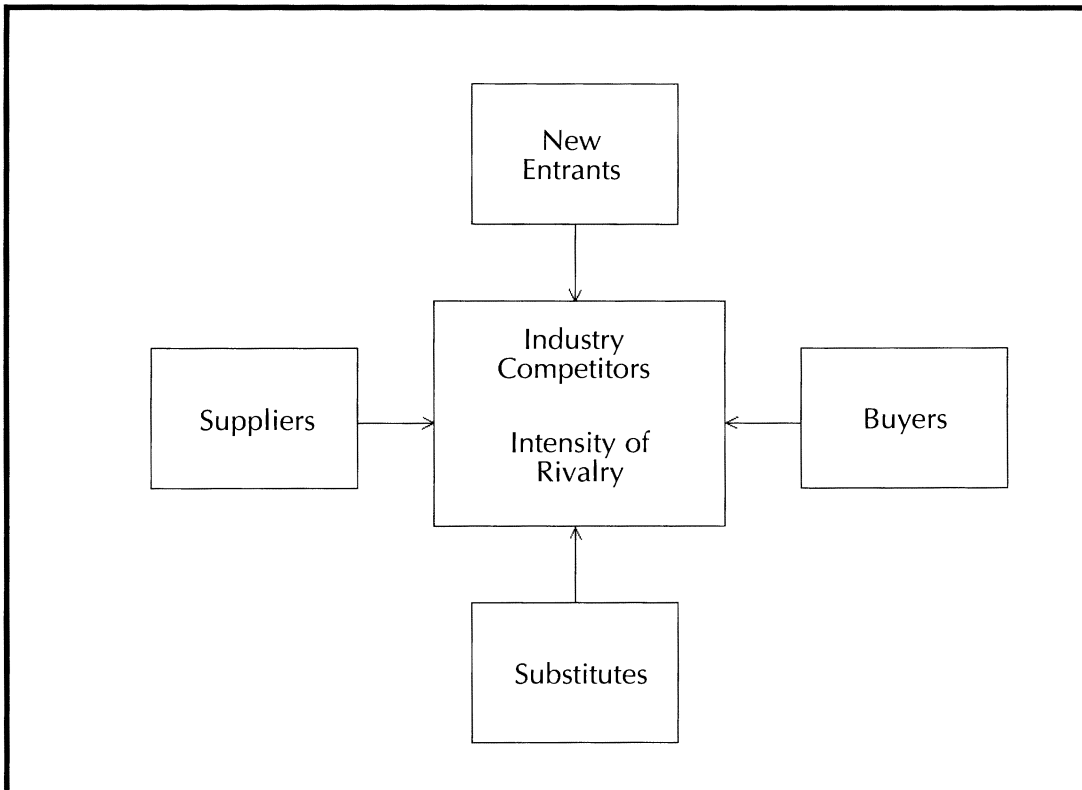 New
Entrants
Industry
Competitors
Suppliers
Buyers
Intensity of
Rivalry
Substitutes